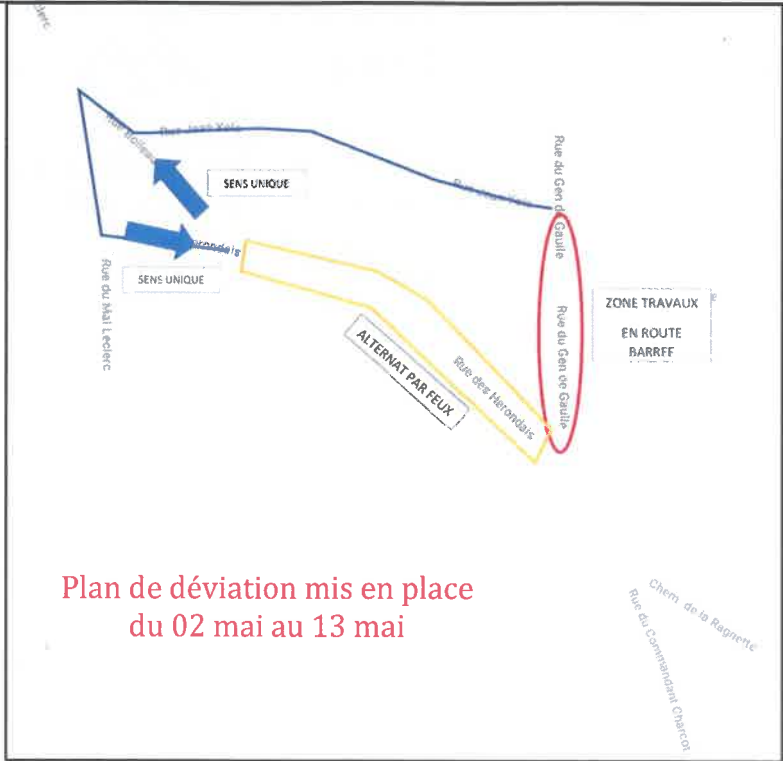 Rue Boileau
SENS UNIQUE
Rue du Gen de Gaulle
SENS UNIQUE
Rue du Mal Leclerc
ZONE TRAVAUX
EN ROUTE
BARREE
Rue du Gen de Gaulle
ALTERNAT PAR FEUX
Rue des Herondais
Plan de déviation mis en place
du 02 mai au 13 mai
Chem. de la Ragnette
Rue du Commandant Charcot